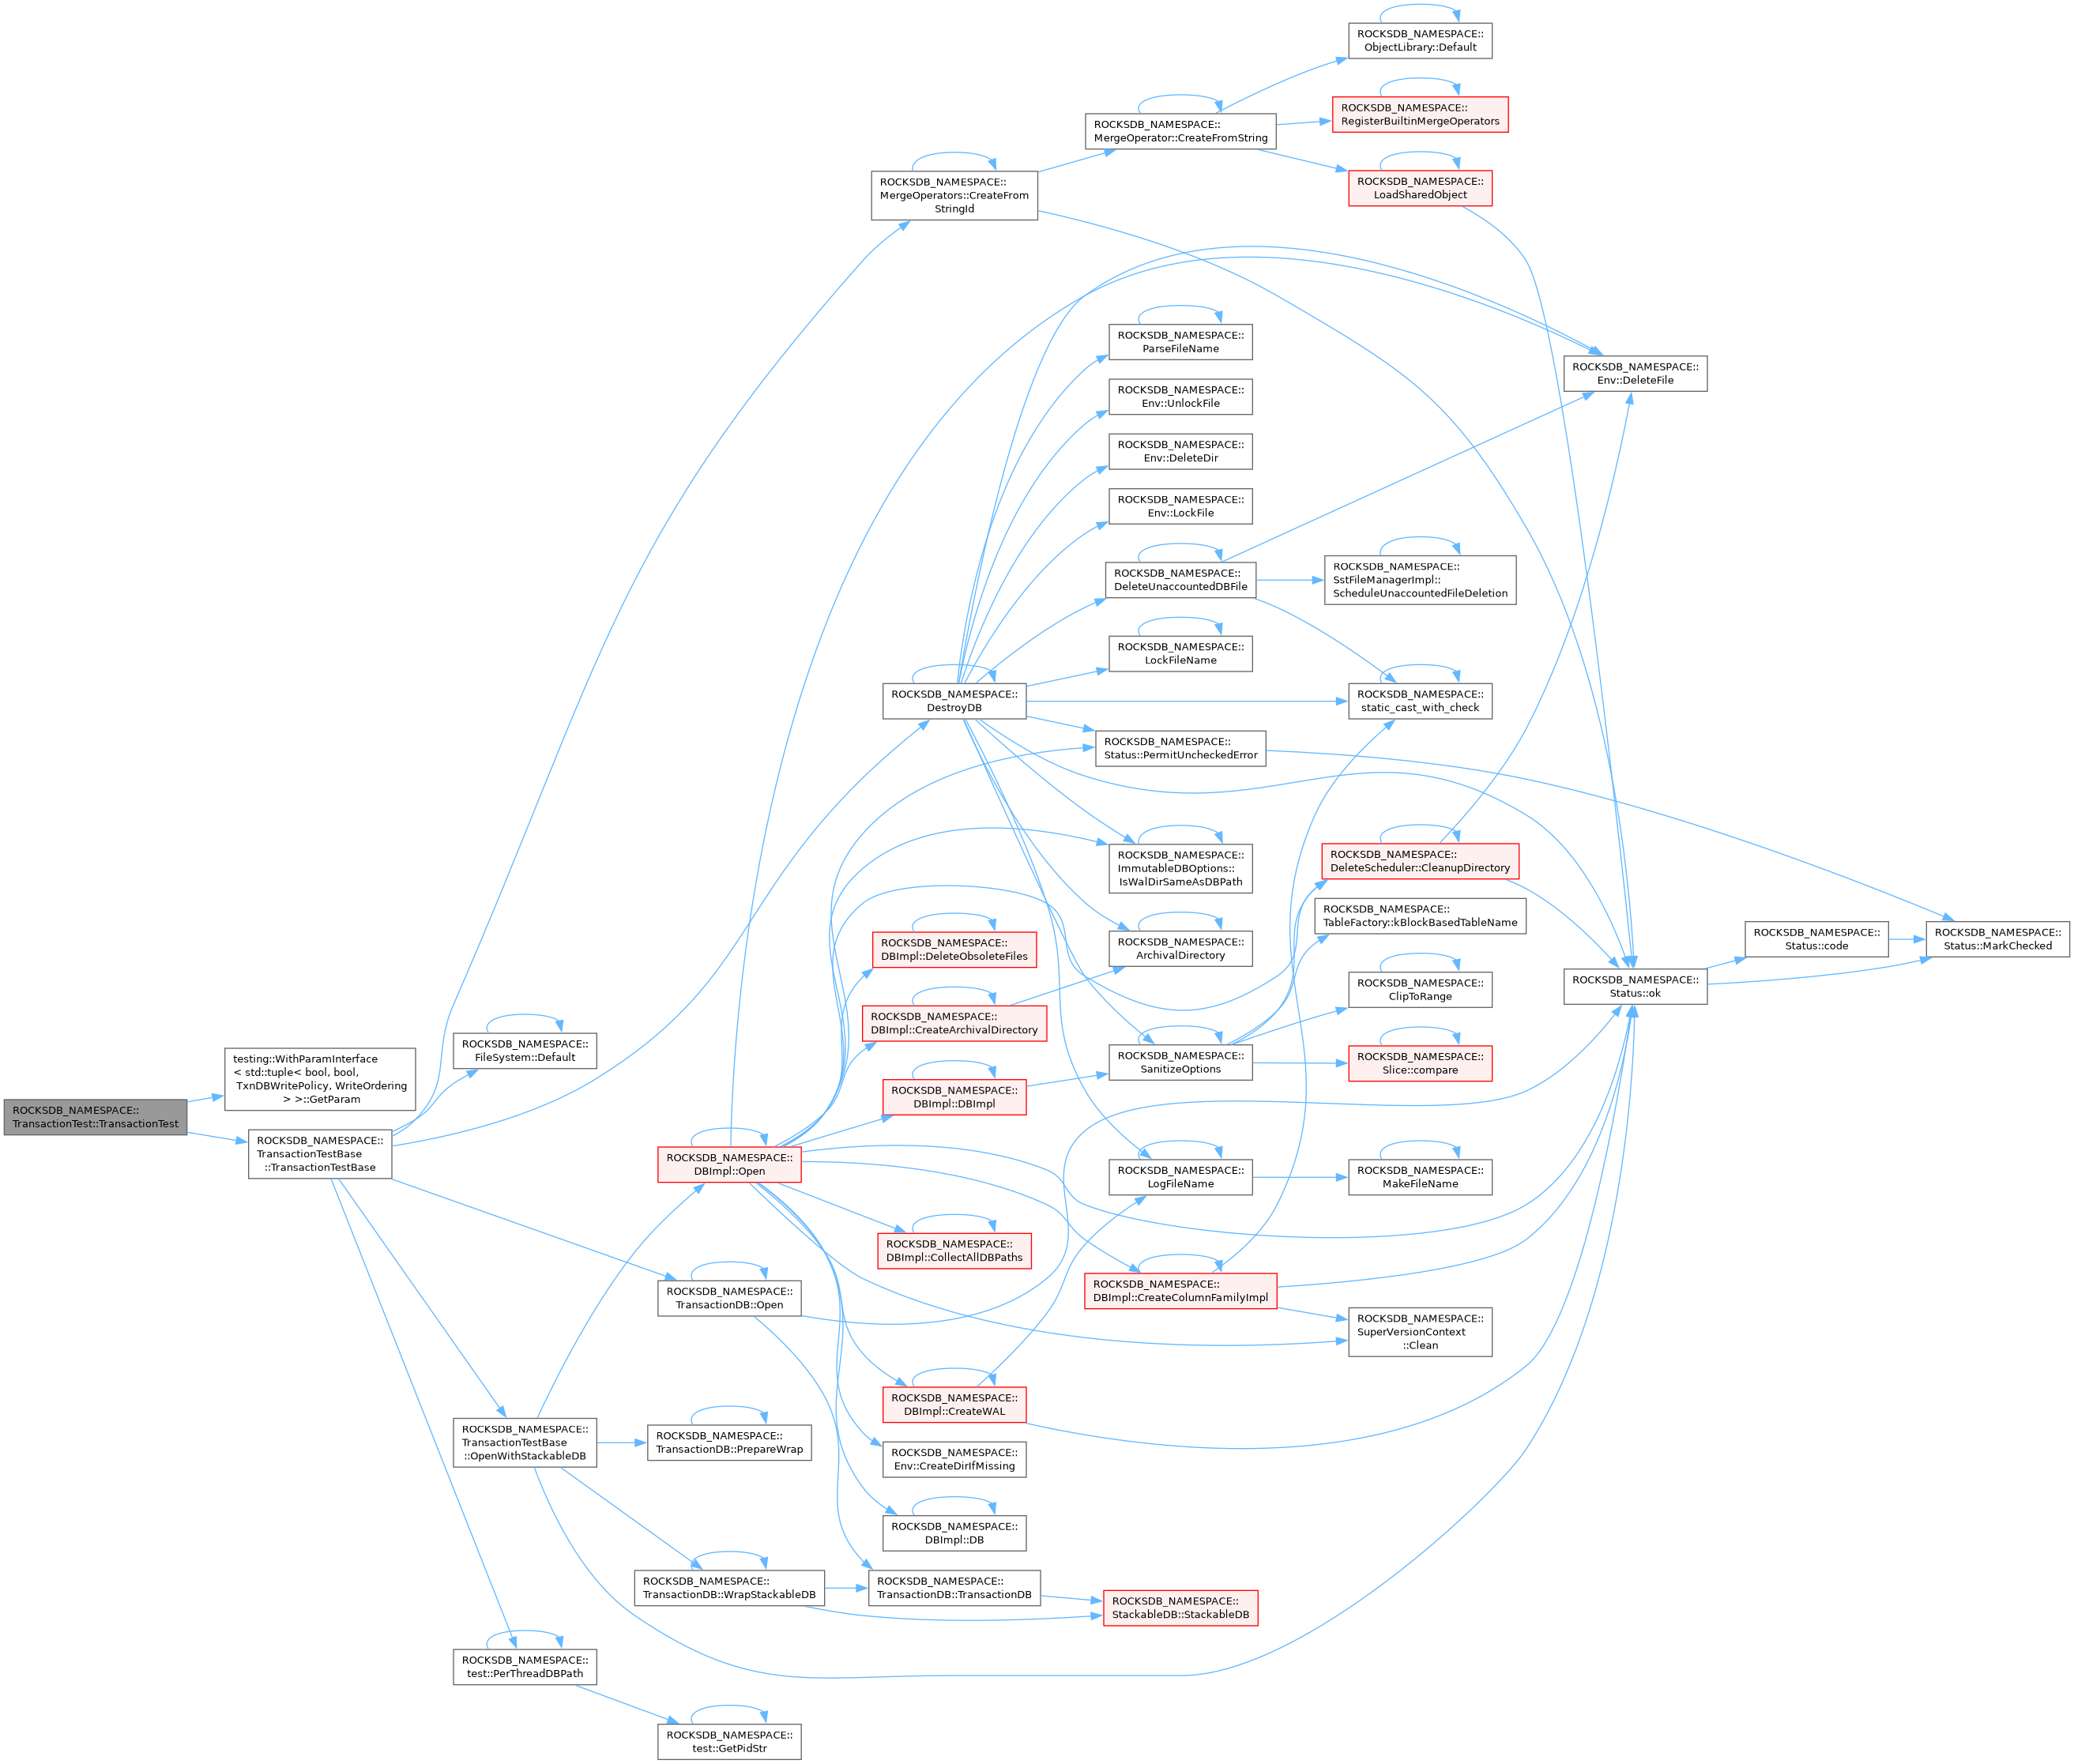 ROCKSDB_NAMESPACE::
TransactionTest::TransactionTest
testing::WithParamInterface
< std::tuple< bool, bool,
TxnDBWritePolicy, WriteOrdering
> >::GetParam
ROCKSDB_NAMESPACE::
TransactionTestBase
::TransactionTestBase
ROCKSDB_NAMESPACE::
FileSystem::Default
ROCKSDB_NAMESPACE::
TransactionTestBase
::OpenWithStackableDB
ROCKSDB_NAMESPACE::
test::PerThreadDBPath
ROCKSDB_NAMESPACE::
DBImpl::Open
ROCKSDB_NAMESPACE::
TransactionDB::Open
ROCKSDB_NAMESPACE::
TransactionDB::PrepareWrap
ROCKSDB_NAMESPACE::
TransactionDB::WrapStackableDB
ROCKSDB_NAMESPACE::
test::GetPidStr
ROCKSDB_NAMESPACE::
MergeOperators::CreateFrom
StringId
ROCKSDB_NAMESPACE::
DestroyDB
ROCKSDB_NAMESPACE::
DBImpl::DeleteObsoleteFiles
ROCKSDB_NAMESPACE::
DBImpl::CreateArchivalDirectory
ROCKSDB_NAMESPACE::
DBImpl::DBImpl
ROCKSDB_NAMESPACE::
DBImpl::CollectAllDBPaths
ROCKSDB_NAMESPACE::
DBImpl::CreateWAL
ROCKSDB_NAMESPACE::
Env::CreateDirIfMissing
ROCKSDB_NAMESPACE::
DBImpl::DB
ROCKSDB_NAMESPACE::
TransactionDB::TransactionDB
ROCKSDB_NAMESPACE::
MergeOperator::CreateFromString
ROCKSDB_NAMESPACE::
ParseFileName
ROCKSDB_NAMESPACE::
Env::UnlockFile
ROCKSDB_NAMESPACE::
Env::DeleteDir
ROCKSDB_NAMESPACE::
Env::LockFile
ROCKSDB_NAMESPACE::
DeleteUnaccountedDBFile
ROCKSDB_NAMESPACE::
LockFileName
ROCKSDB_NAMESPACE::
Status::PermitUncheckedError
ROCKSDB_NAMESPACE::
ImmutableDBOptions::
IsWalDirSameAsDBPath
ROCKSDB_NAMESPACE::
ArchivalDirectory
ROCKSDB_NAMESPACE::
SanitizeOptions
ROCKSDB_NAMESPACE::
LogFileName
ROCKSDB_NAMESPACE::
DBImpl::CreateColumnFamilyImpl
ROCKSDB_NAMESPACE::
StackableDB::StackableDB
ROCKSDB_NAMESPACE::
ObjectLibrary::Default
ROCKSDB_NAMESPACE::
RegisterBuiltinMergeOperators
ROCKSDB_NAMESPACE::
LoadSharedObject
ROCKSDB_NAMESPACE::
SstFileManagerImpl::
ScheduleUnaccountedFileDeletion
ROCKSDB_NAMESPACE::
static_cast_with_check
ROCKSDB_NAMESPACE::
DeleteScheduler::CleanupDirectory
ROCKSDB_NAMESPACE::
TableFactory::kBlockBasedTableName
ROCKSDB_NAMESPACE::
ClipToRange
ROCKSDB_NAMESPACE::
Slice::compare
ROCKSDB_NAMESPACE::
MakeFileName
ROCKSDB_NAMESPACE::
SuperVersionContext
::Clean
ROCKSDB_NAMESPACE::
Env::DeleteFile
ROCKSDB_NAMESPACE::
Status::ok
ROCKSDB_NAMESPACE::
Status::code
ROCKSDB_NAMESPACE::
Status::MarkChecked